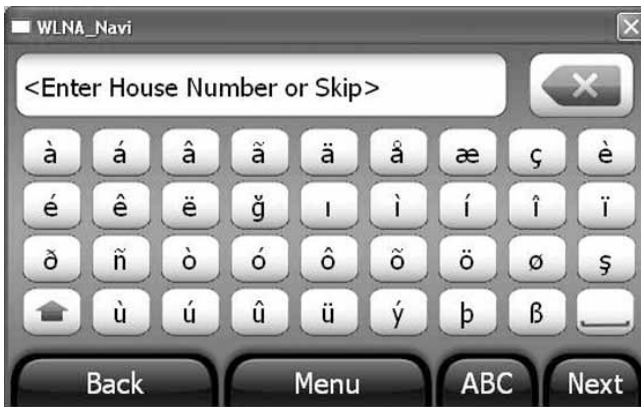 WLNA_Navi
<Enter House Number or Skip>
à á â ã ä å æ ç è
é ê ë ğ ı ì í î ï
ð ñ ò ó ô õ ö ø ş
ù ú û ü ý þ ß
Back Menu ABC Next